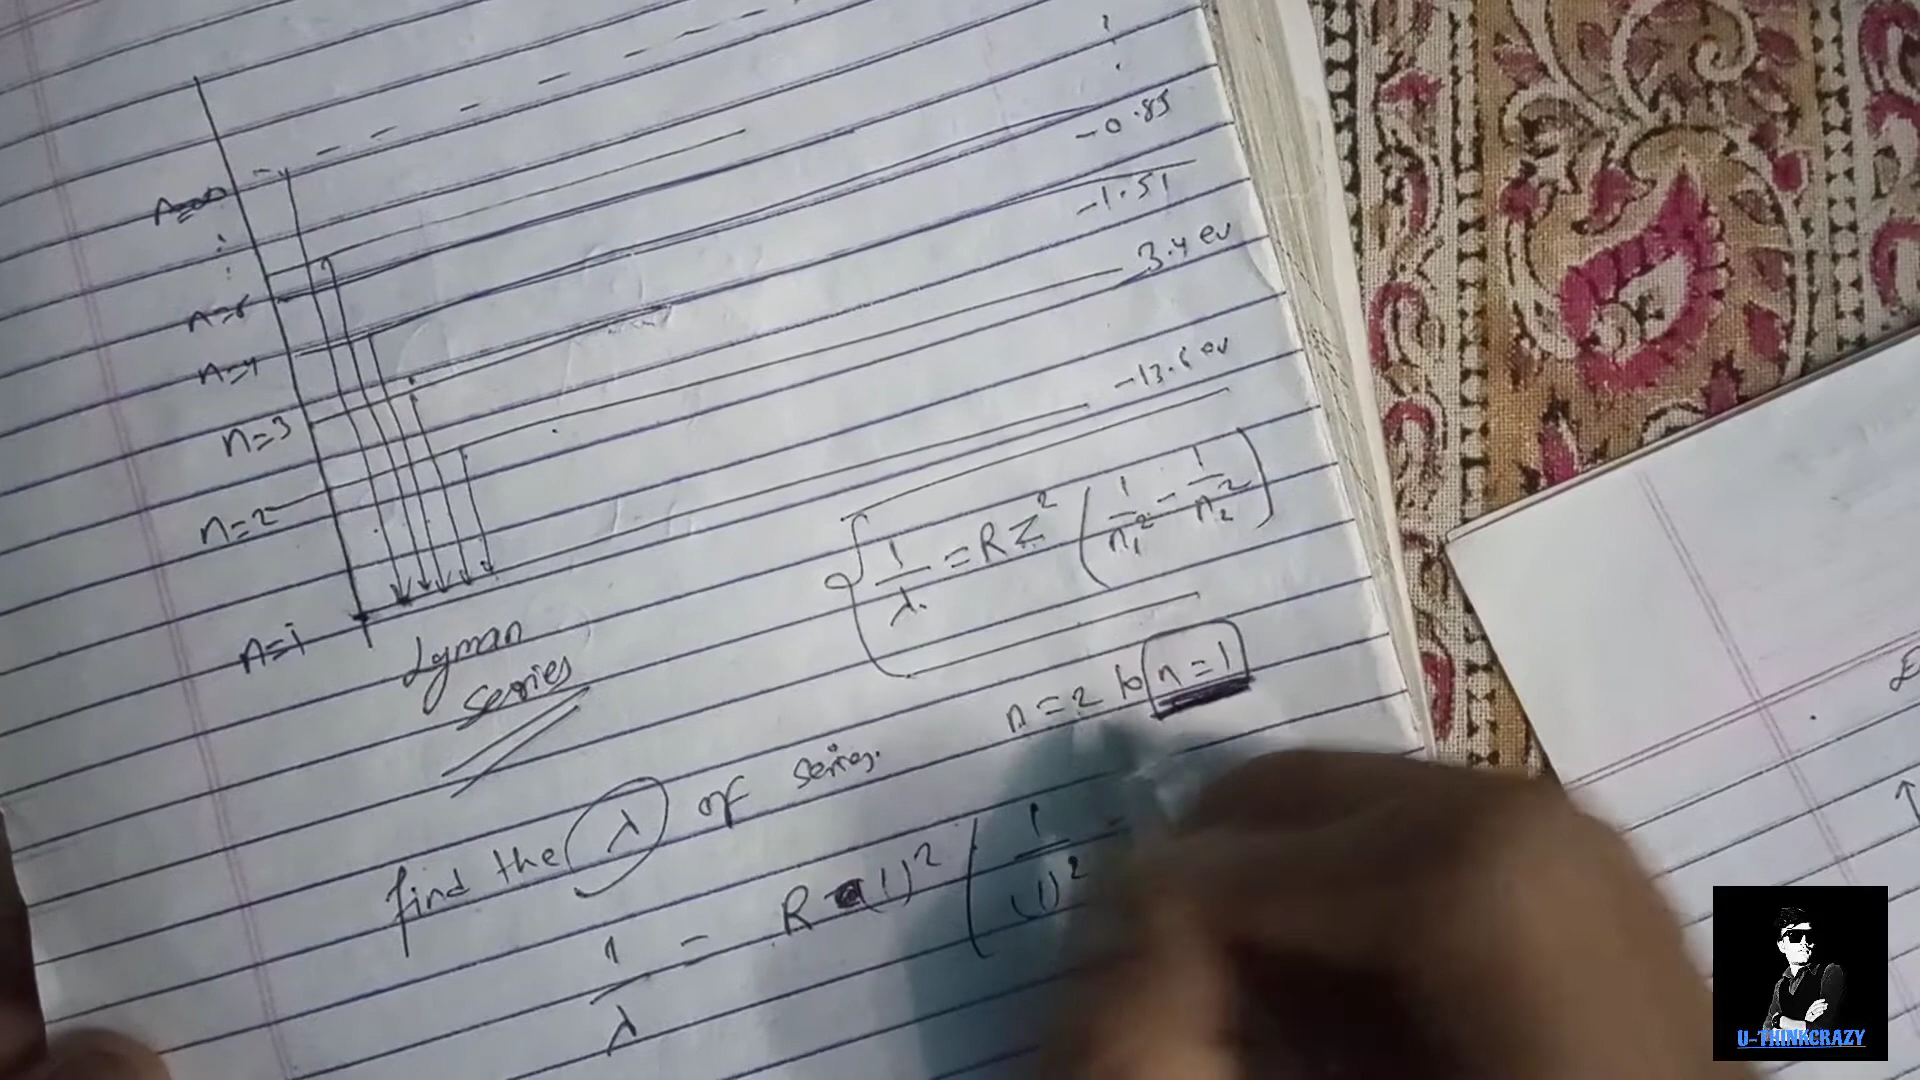 -0.85
-1.51
3.4 ev
-13.6 ev
n=∞
n=4
n=3
n=2
n=1
Lyman
series
1/λ = RZ² (1/n₁² - 1/n₂²)
n=2 to n=1
find the λ of series.
1/λ = R (1)² (1/(1)² -
U-THINKCRAZY